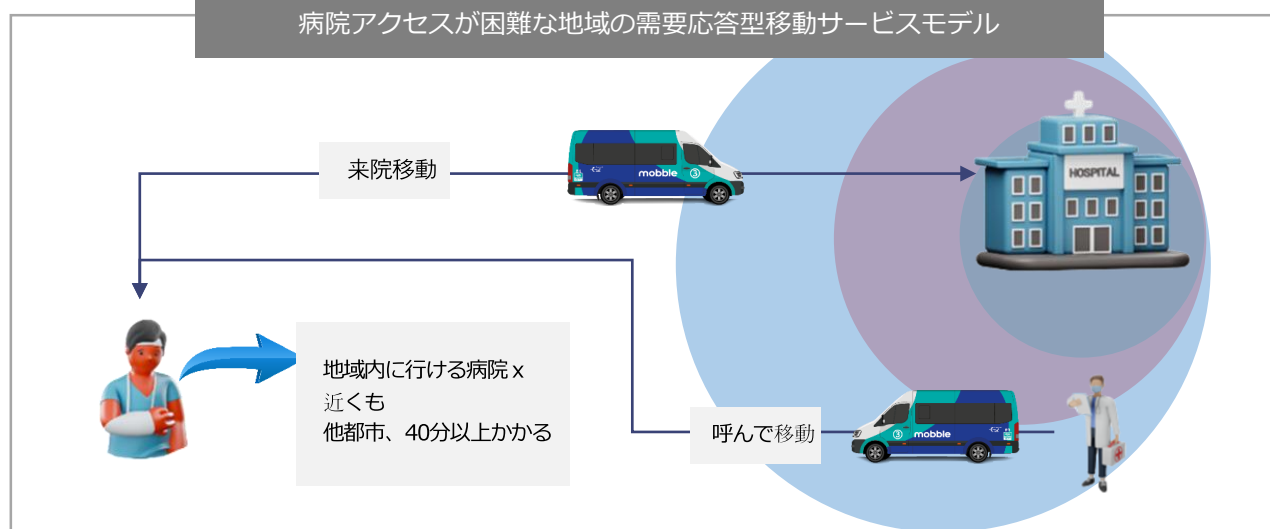 病院アクセスが困難な地域の需要応答型移動サービスモデル
来院移動
mobble ③
HOSPITAL
地域内に行ける病院 x
近くも
他都市、40分以上かかる
呼んで移動
③ mobble